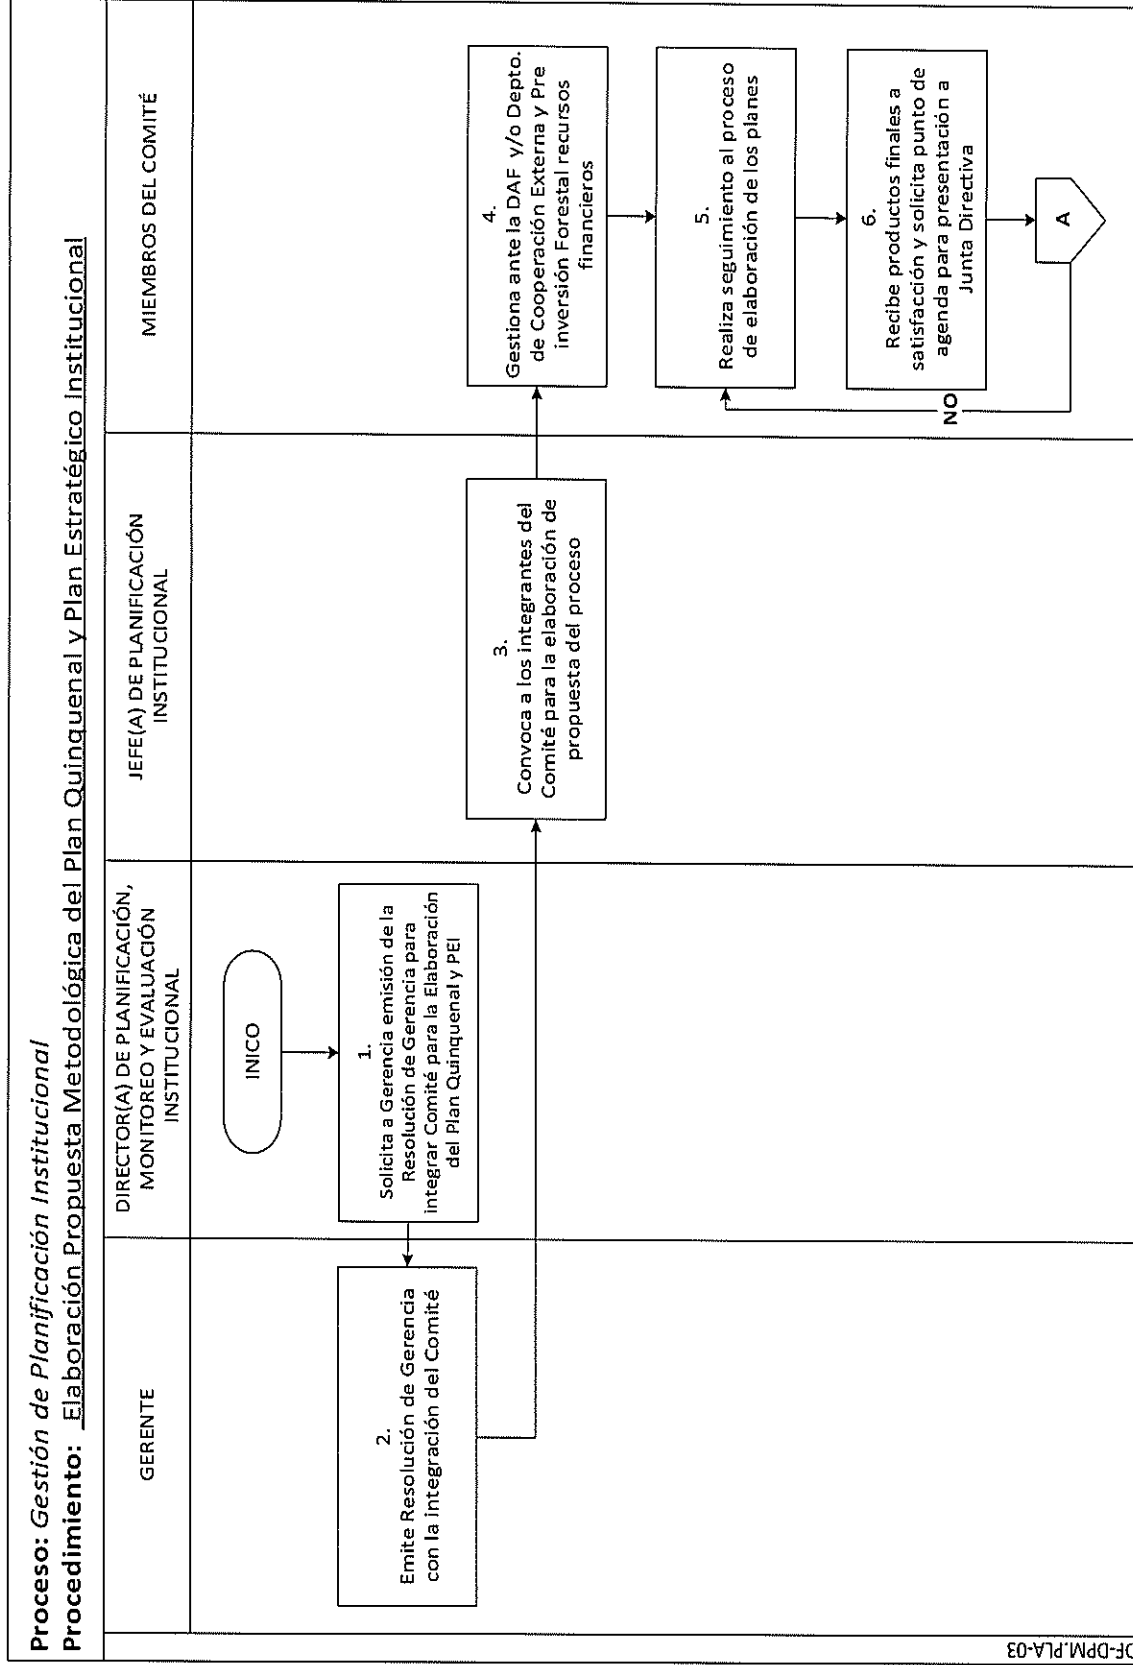 Proceso: Gestión de Planificación Institucional
Procedimiento: Elaboración Propuesta Metodológica del Plan Quinquenal y Plan Estratégico Institucional
GERENTE
DIRECTOR(A) DE PLANIFICACIÓN,
MONITOREO Y EVALUACIÓN
INSTITUCIONAL
JEFE(A) DE PLANIFICACIÓN
INSTITUCIONAL
MIEMBROS DEL COMITÉ
INICO
1.
Solicita a Gerencia emisión de la
Resolución de Gerencia para
integrar Comité para la Elaboración
del Plan Quinquenal y PEI
2.
Emite Resolución de Gerencia
con la integración del Comité
3.
Convoca a los integrantes del
Comité para la elaboración de
propuesta del proceso
4.
Gestiona ante la DAF y/o Depto.
de Cooperación Externa y Pre
inversión Forestal recursos
financieros
5.
Realiza seguimiento al proceso
de elaboración de los planes
6.
Recibe productos finales a
satisfacción y solicita punto de
agenda para presentación a
Junta Directiva
NO
A
DF-DPM.PLA-03